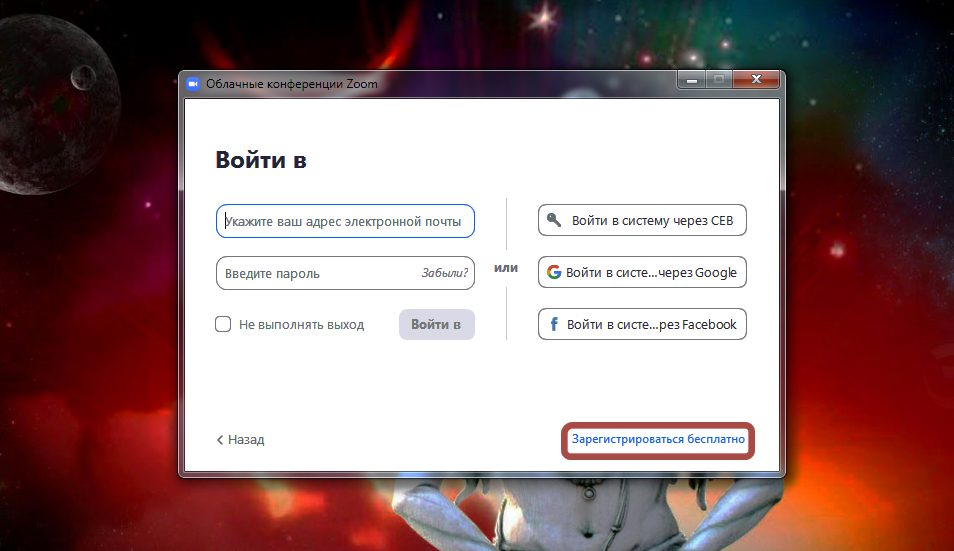 Облачные конференции Zoom
Войти в
Укажите ваш адрес электронной почты
Введите пароль
Забыли?
Не выполнять выход
Войти в
или
Войти в систему через СЕВ
Войти в систе...через Google
Войти в систе...рез Facebook
Назад
Зарегистрироваться бесплатно